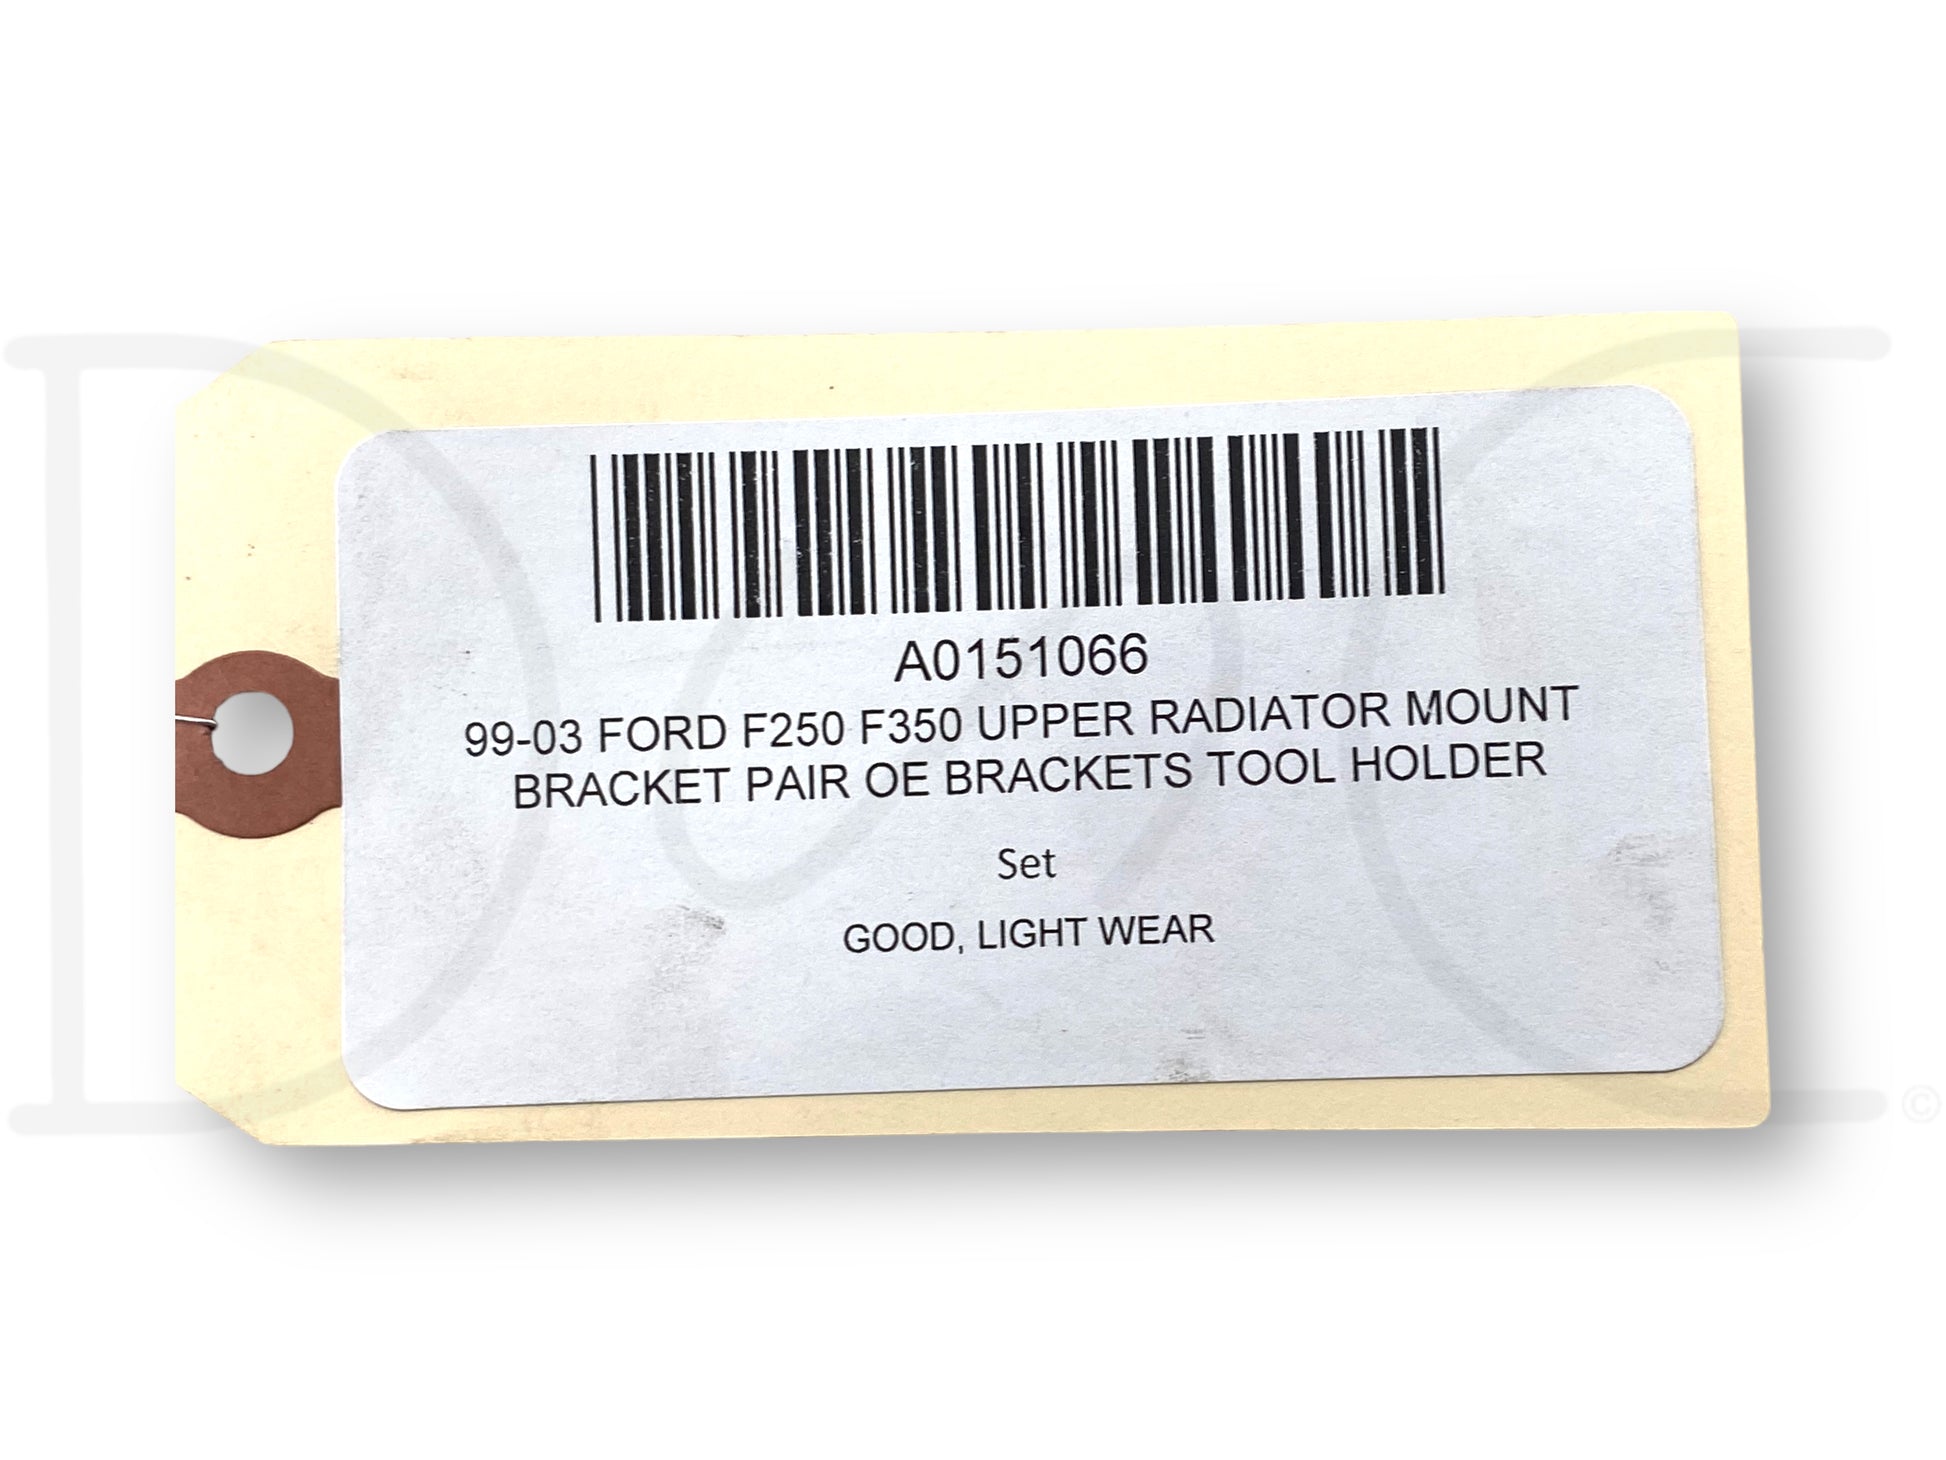 A0151066
99-03 FORD F250 F350 UPPER RADIATOR MOUNT
BRACKET PAIR OE BRACKETS TOOL HOLDER
Set
GOOD, LIGHT WEAR
©